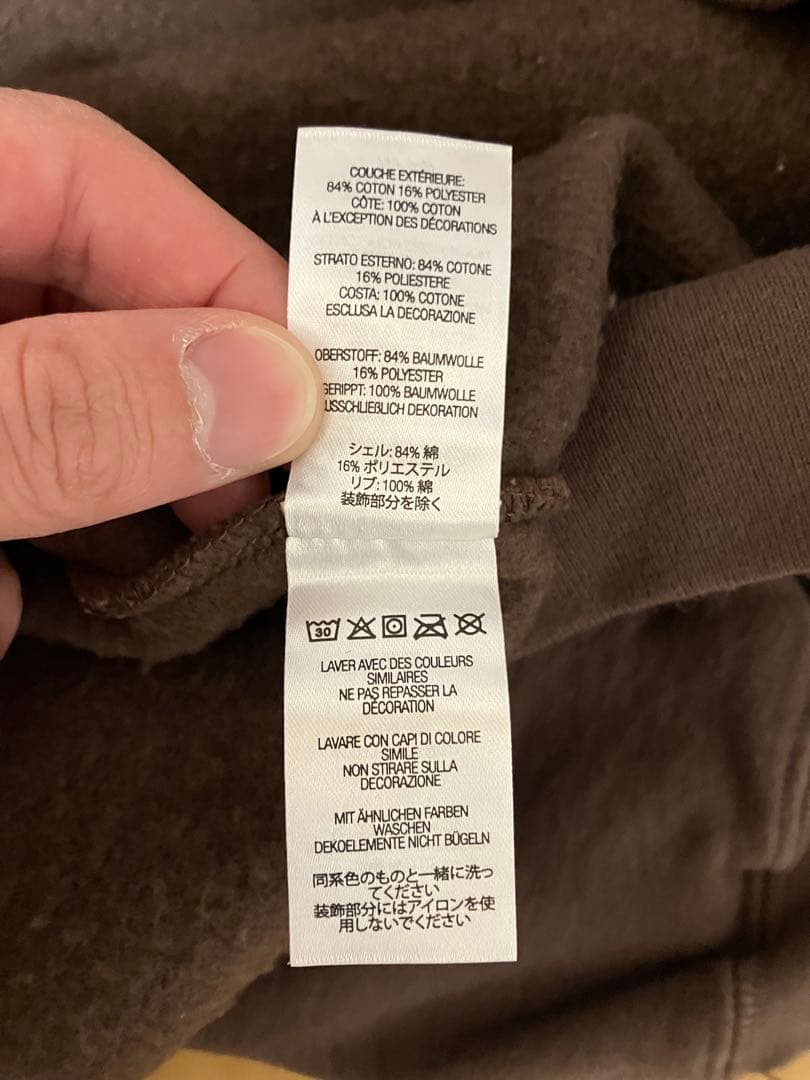 COUCHE EXTÉRIEURE:
84% COTON 16% POLYESTER
CÔTE: 100% COTON
À L'EXCEPTION DES DÉCORATIONS
STRATO ESTERNO: 84% COTONE
16% POLIESTERE
COSTA: 100% COTONE
ESCLUSA LA DECORAZIONE
OBERSTOFF: 84% BAUMWOLLE
16% POLYESTER
GERIPPT: 100% BAUMWOLLE
DEKORATION
シェル: 84% 綿
16% ポリエステル
リブ: 100% 綿
装飾部分を除く
30
LAVER AVEC DES COULEURS
SIMILAIRES
NE PAS REPASSER LA
DÉCORATION
LAVARE CON CAPI DI COLORE
SIMILE
NON STIRARE SULLA
DECORAZIONE
MIT ÄHNLICHEN FARBEN
WASCHEN
DEKOELEMENTE NICHT BÜGELN
同系色のものと一緒に洗っ
てください
装飾部分にはアイロンを使
用しないでください